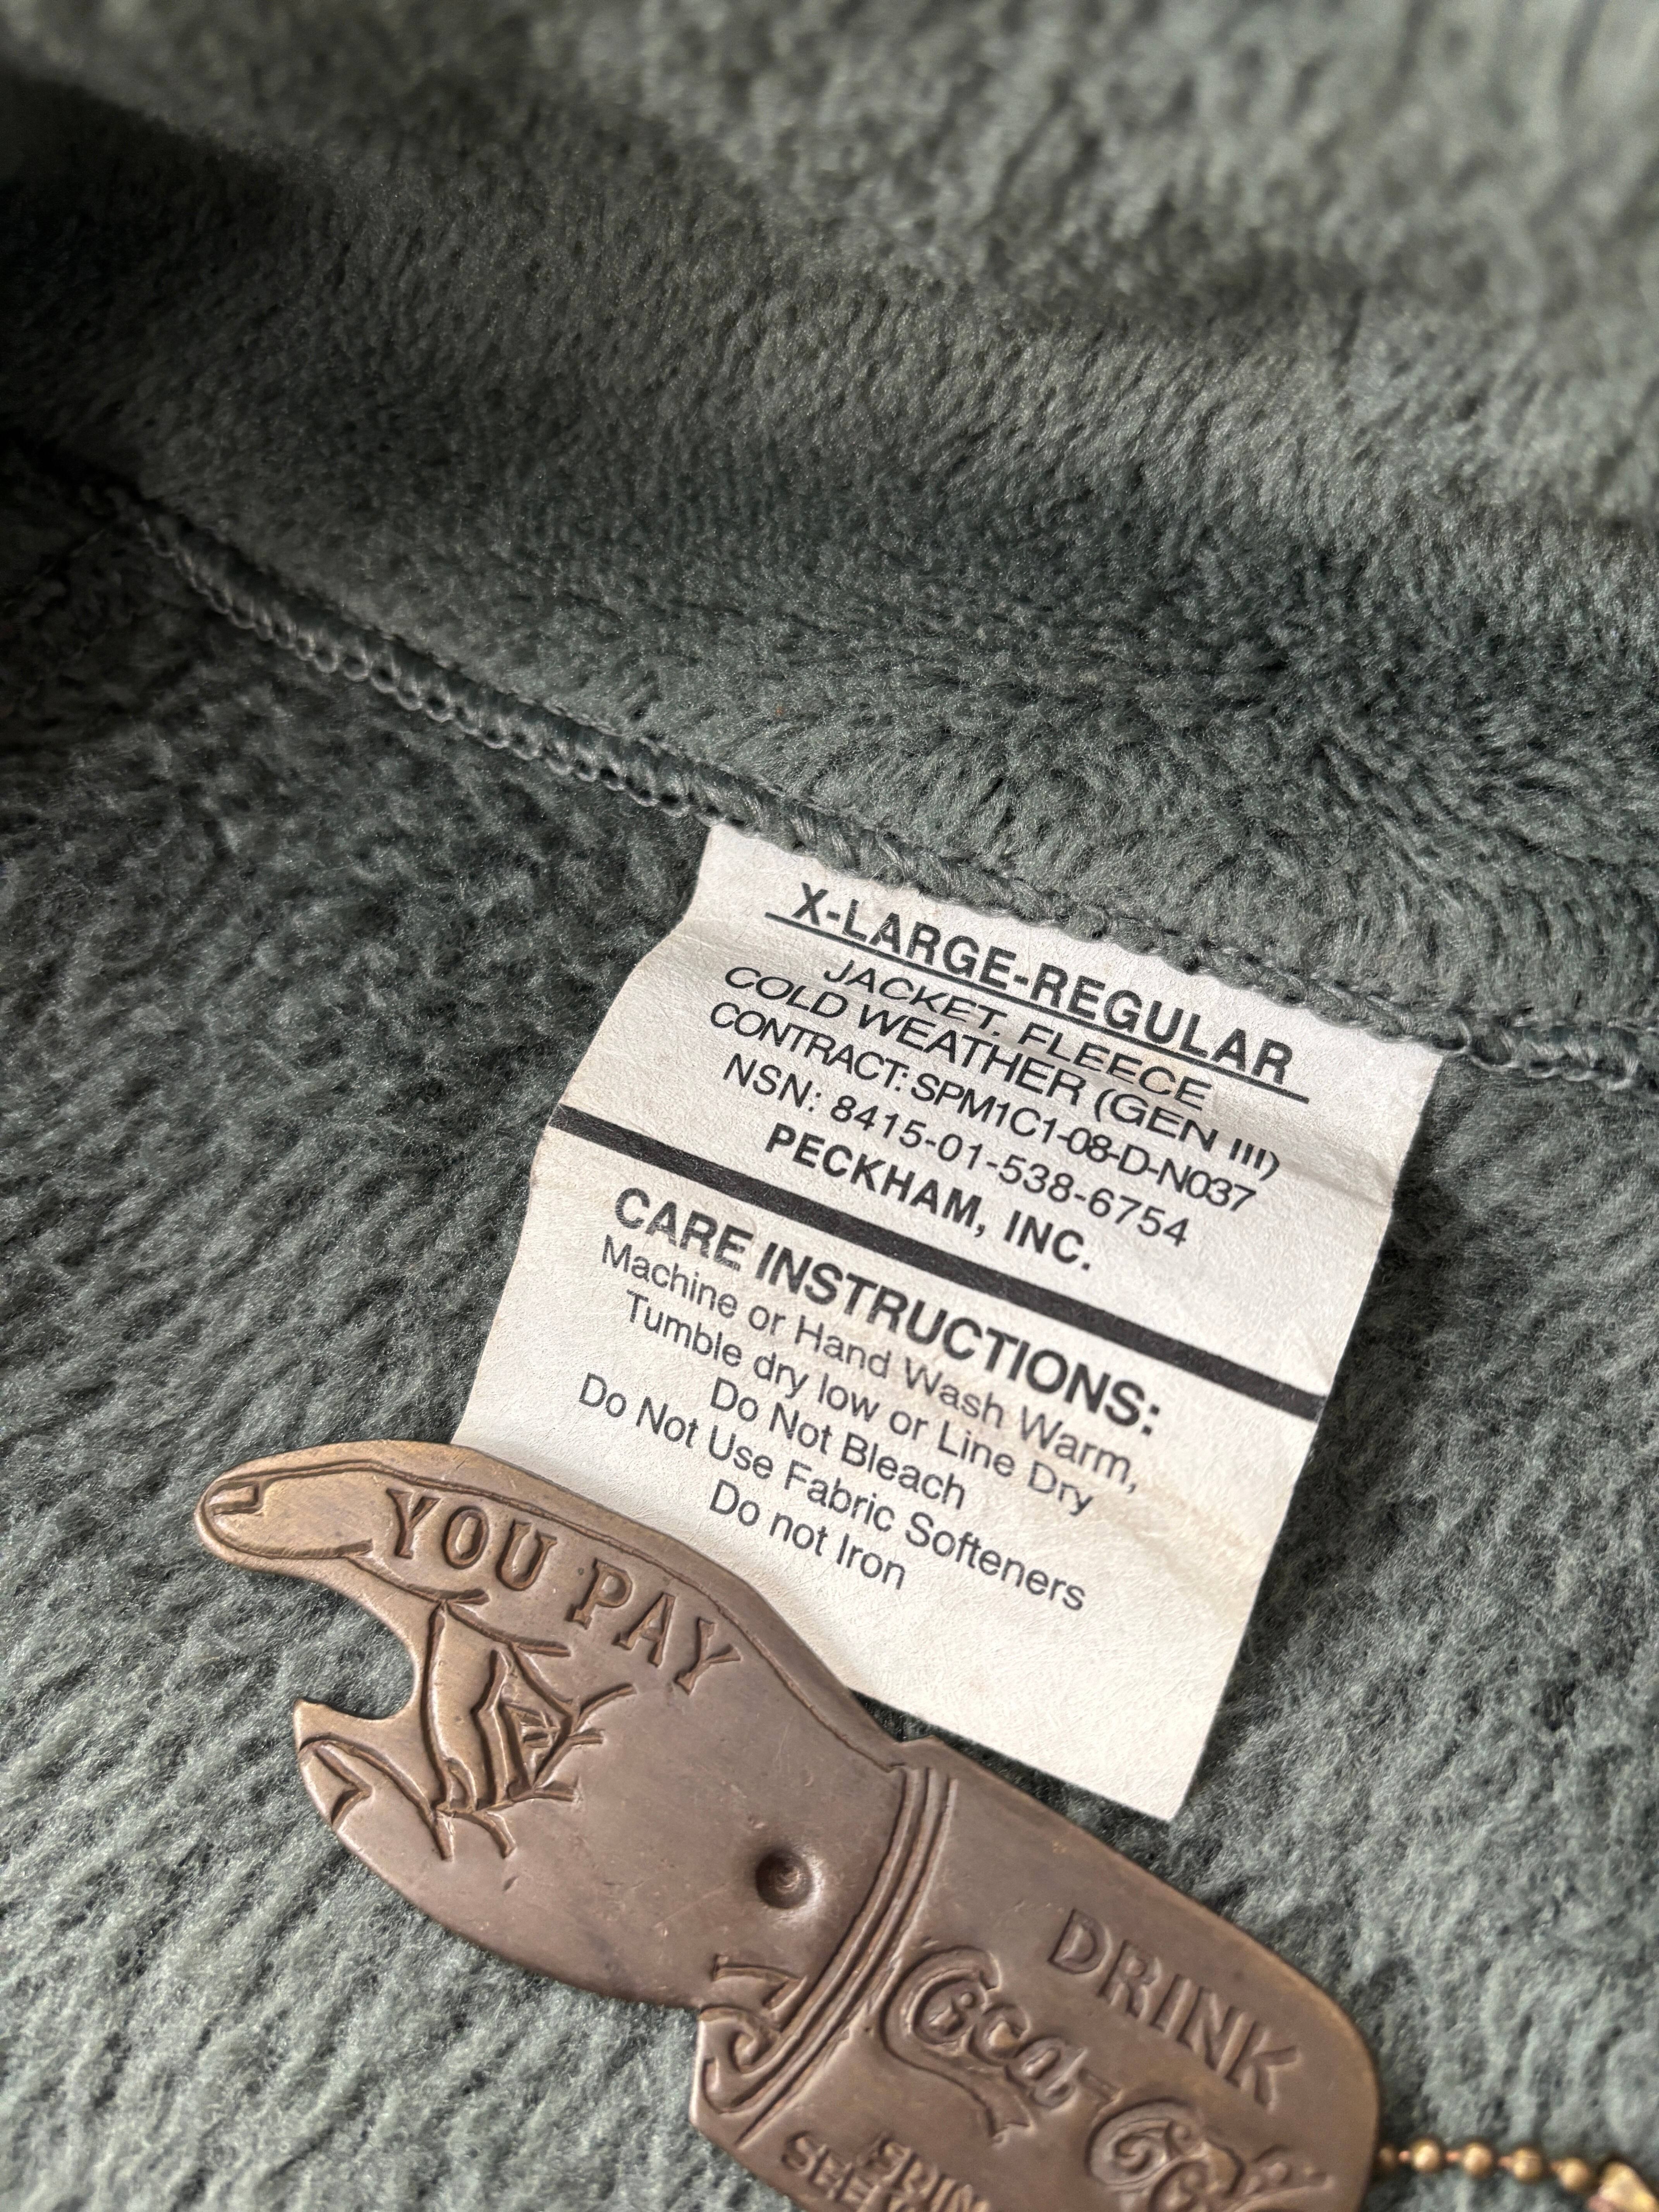 X-LARGE-REGULAR
JACKET, FLEECE
COLD WEATHER (GEN III)
CONTRACT: SPM1C1-08-D-N037
NSN: 8415-01-538-6754
PECKHAM, INC.
CARE INSTRUCTIONS:
Machine or Hand Wash Warm,
Tumble dry low or Line Dry
Do Not Bleach
Do Not Use Fabric Softeners
Do not Iron
YOU PAY
DRINK
Coca-